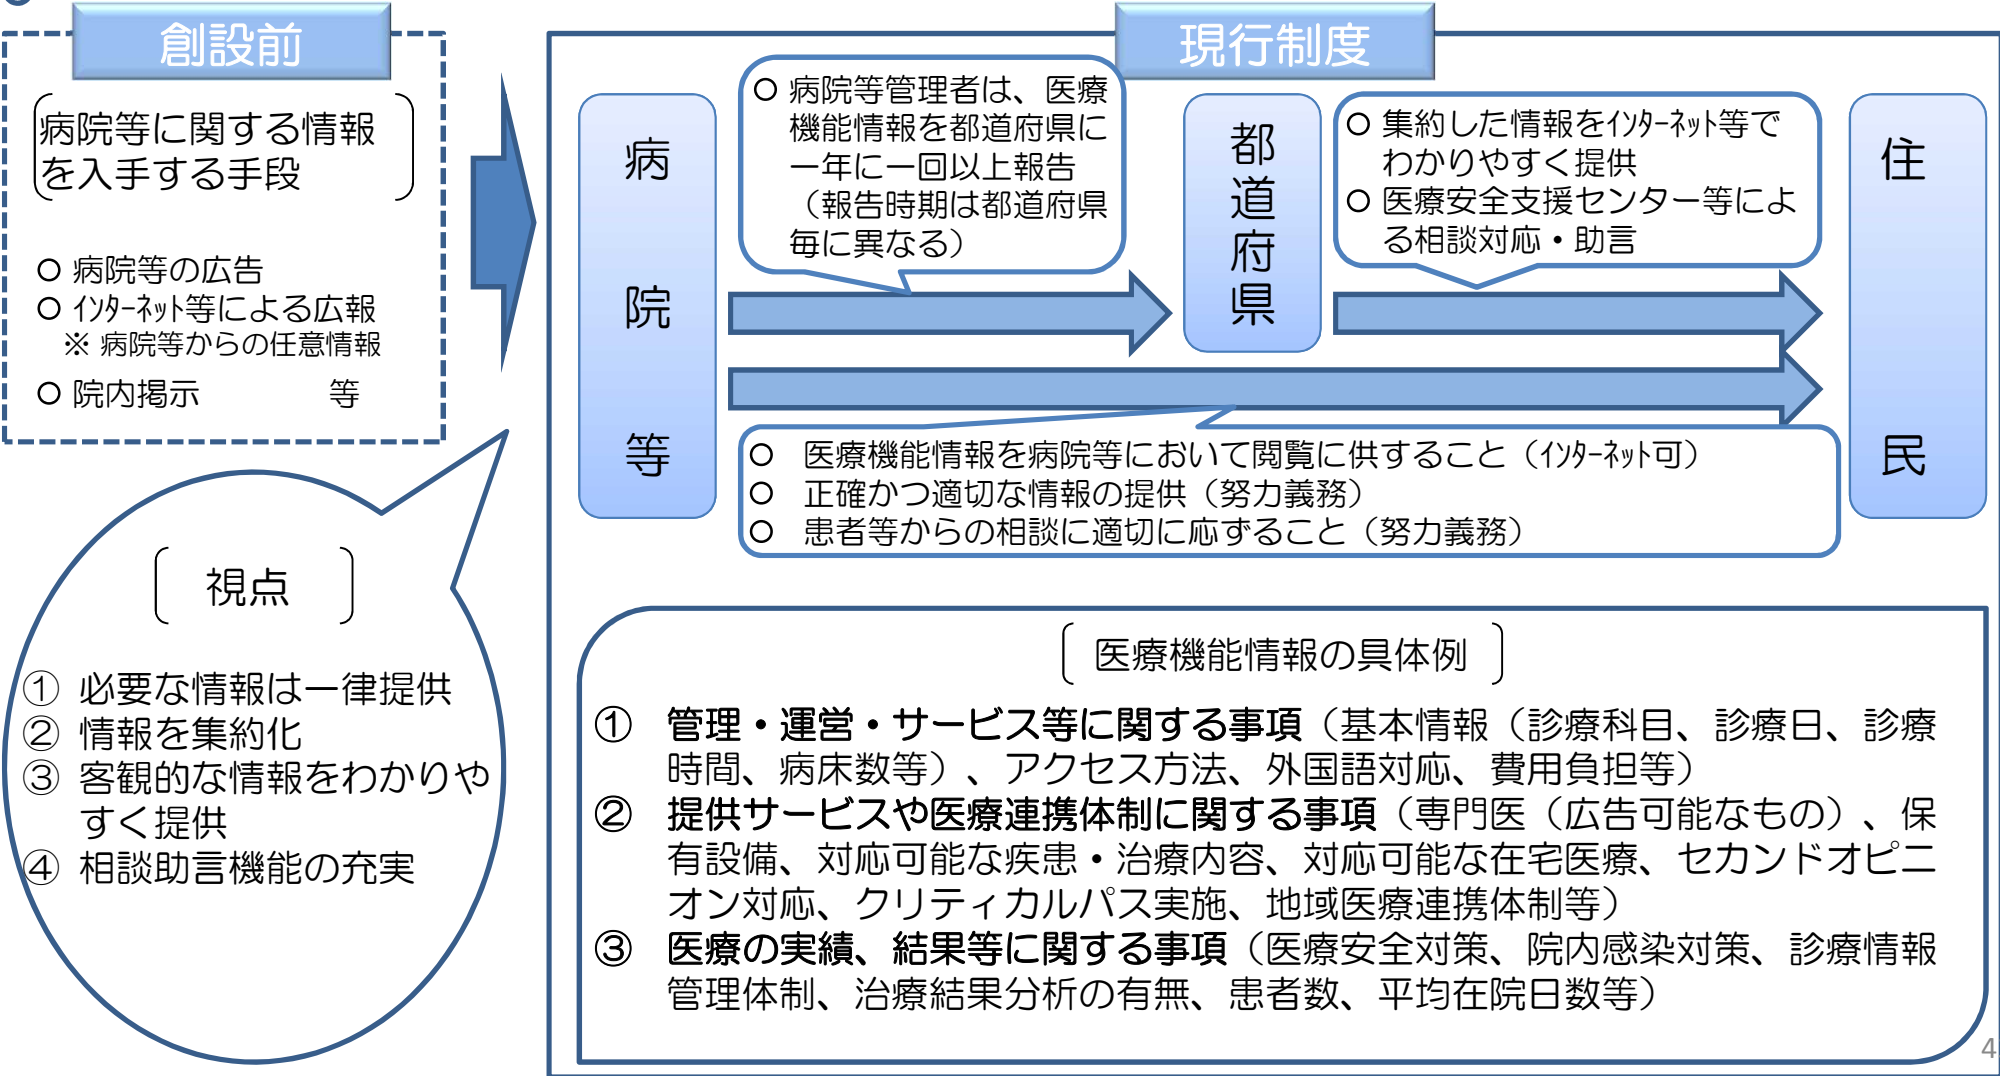 創設前
病院等に関する情報
を入手する手段
○ 病院等の広告
○ ｲﾝﾀｰﾈｯﾄ等による広報
※ 病院等からの任意情報
○ 院内掲示 等
視点
① 必要な情報は一律提供
② 情報を集約化
③ 客観的な情報をわかりや
すく提供
④ 相談助言機能の充実
現行制度
病院等
○ 病院等管理者は、医療
機能情報を都道府県に
一年に一回以上報告
（報告時期は都道府県
毎に異なる）
都道府県
○ 集約した情報をｲﾝﾀｰﾈｯﾄ等で
わかりやすく提供
○ 医療安全支援センター等によ
る相談対応・助言
住民
○ 医療機能情報を病院等において閲覧に供すること（ｲﾝﾀｰﾈｯﾄ可）
○ 正確かつ適切な情報の提供（努力義務）
○ 患者等からの相談に適切に応ずること（努力義務）
医療機能情報の具体例
① 管理・運営・サービス等に関する事項（基本情報（診療科目、診療日、診療
時間、病床数等）、アクセス方法、外国語対応、費用負担等）
② 提供サービスや医療連携体制に関する事項（専門医（広告可能なもの）、保
有設備、対応可能な疾患・治療内容、対応可能な在宅医療、セカンドオピニ
オン対応、クリティカルパス実施、地域医療連携体制等）
③ 医療の実績、結果等に関する事項（医療安全対策、院内感染対策、診療情報
管理体制、治療結果分析の有無、患者数、平均在院日数等）
4